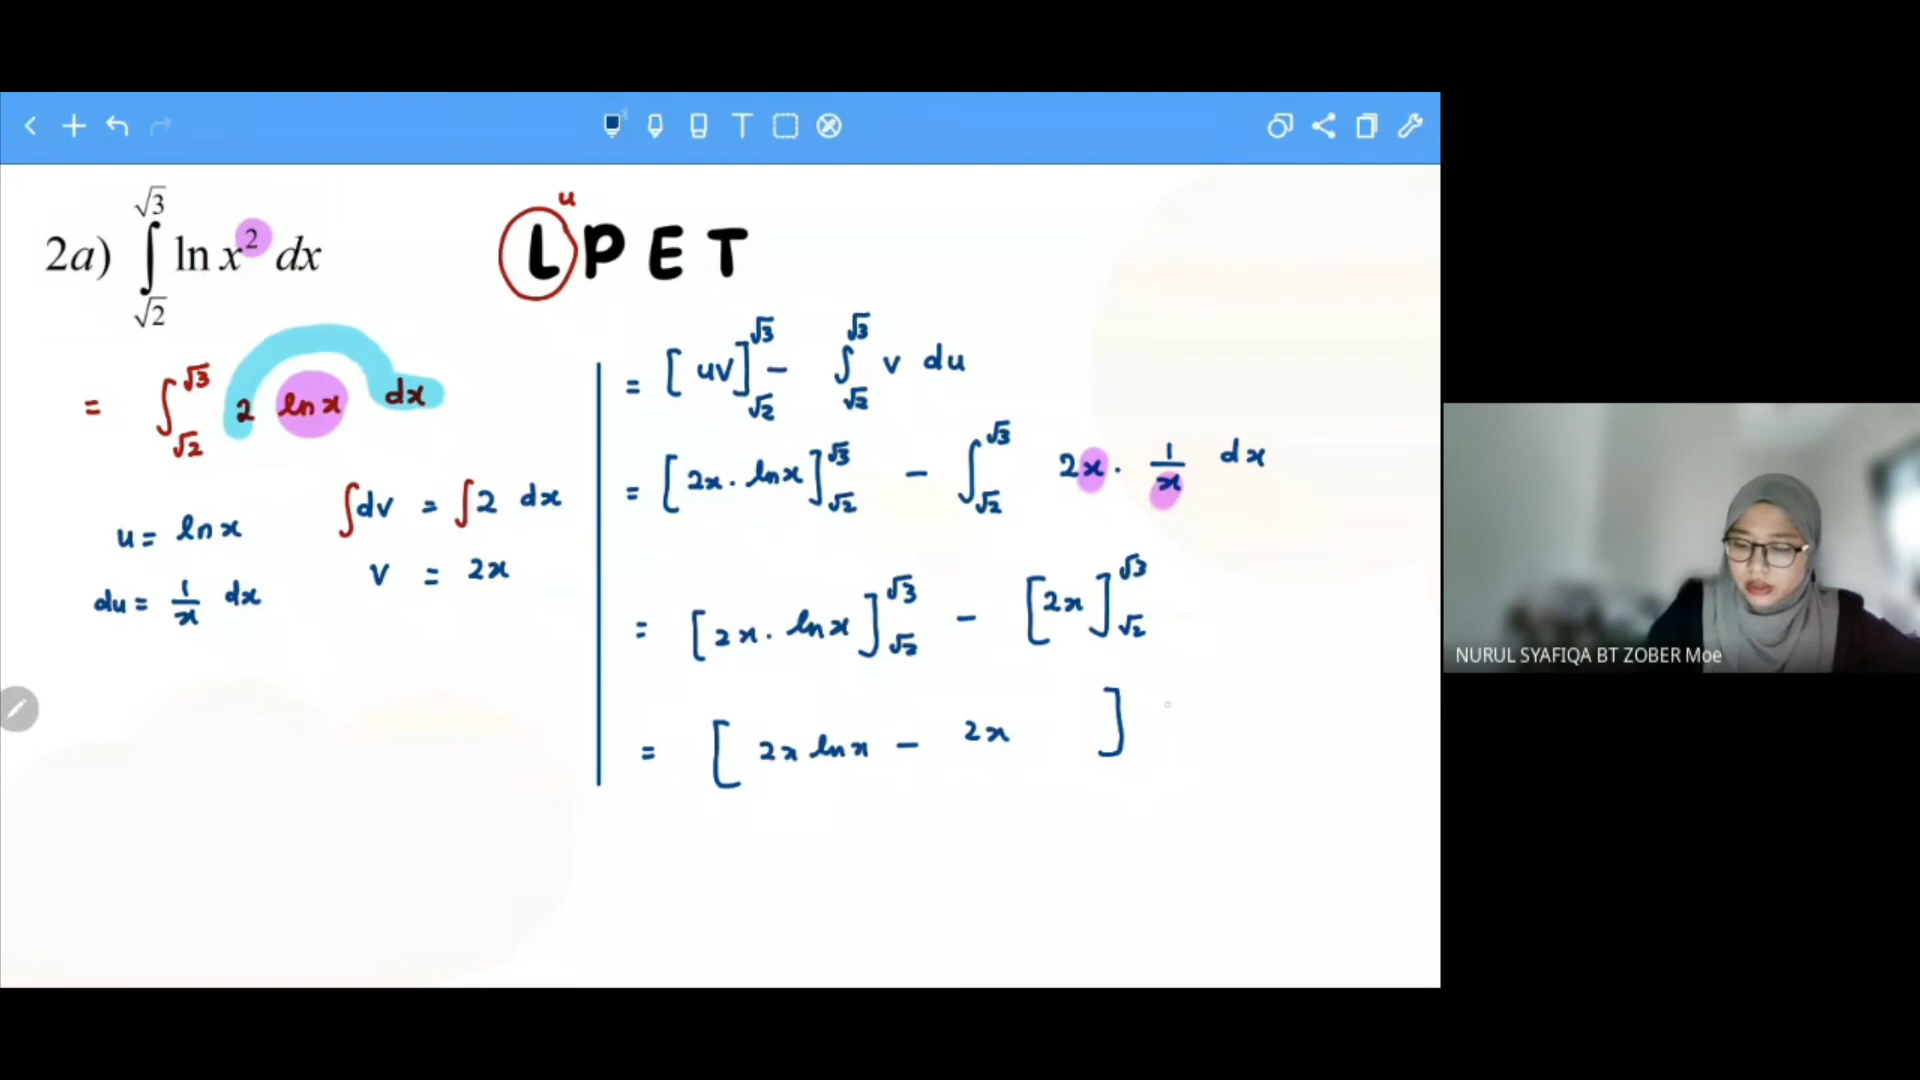 2a) ∫_{√2}^{√3} ln x² dx
u
L P E T
= ∫_{√2}^{√3} 2 ln x dx
u = ln x
du = 1/x dx
∫dv = ∫2 dx
v = 2x
= [uv]_{√2}^{√3} − ∫_{√2}^{√3} v du
= [2x . ln x]_{√2}^{√3} − ∫_{√2}^{√3} 2x . 1/x dx
= [2x . ln x]_{√2}^{√3} − [2x]_{√2}^{√3}
= [2x ln x − 2x]
T
NURUL SYAFIQA BT ZOBER Moe